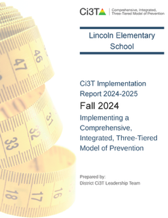 Ci3T
Comprehensive, Integrated,
Three-Tiered Model of Prevention
Lincoln Elementary
School
Ci3T Implementation
Report 2024-2025
Fall 2024
Implementing a
Comprehensive,
Integrated, Three-Tiered
Model of Prevention
Prepared by:
District Ci3T Leadership Team